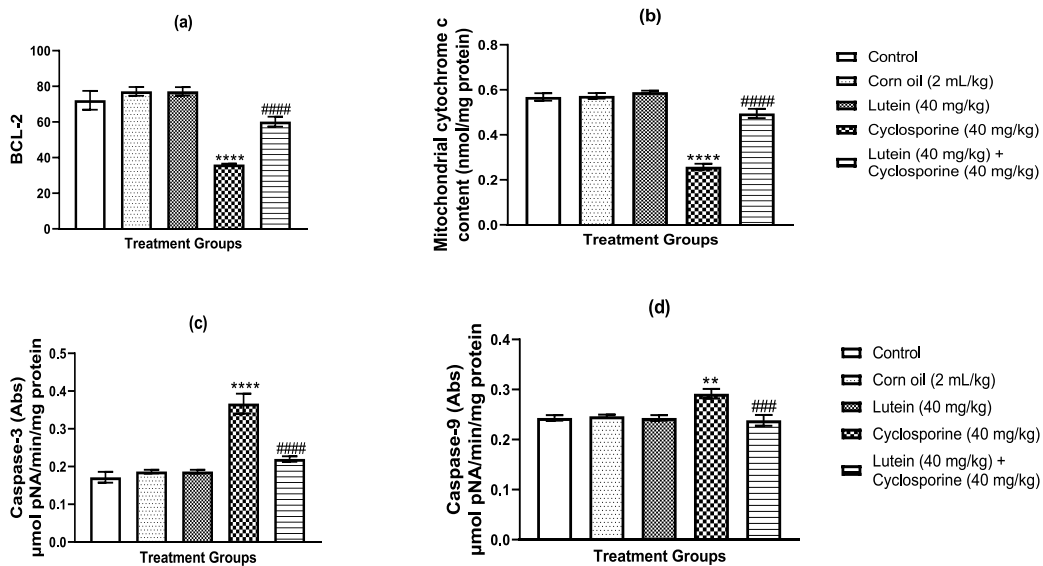 (a)
BCL-2
100
80
60
40
20
0
****
####
Treatment Groups
(b)
Mitochondrial cytochrome c
content (nmol/mg protein)
0.8
0.6
0.4
0.2
0.0
****
####
Treatment Groups
Control
Corn oil (2 mL/kg)
Lutein (40 mg/kg)
Cyclosporine (40 mg/kg)
Lutein (40 mg/kg) +
Cyclosporine (40 mg/kg)
(c)
Caspase-3 (Abs)
µmol pNA/min/mg protein
0.5
0.4
0.3
0.2
0.1
0.0
****
####
Treatment Groups
(d)
Caspase-9 (Abs)
µmol pNA/min/mg protein
0.4
0.3
0.2
0.1
0.0
**
###
Treatment Groups
Control
Corn oil (2 mL/kg)
Lutein (40 mg/kg)
Cyclosporine (40 mg/kg)
Lutein (40 mg/kg) +
Cyclosporine (40 mg/kg)